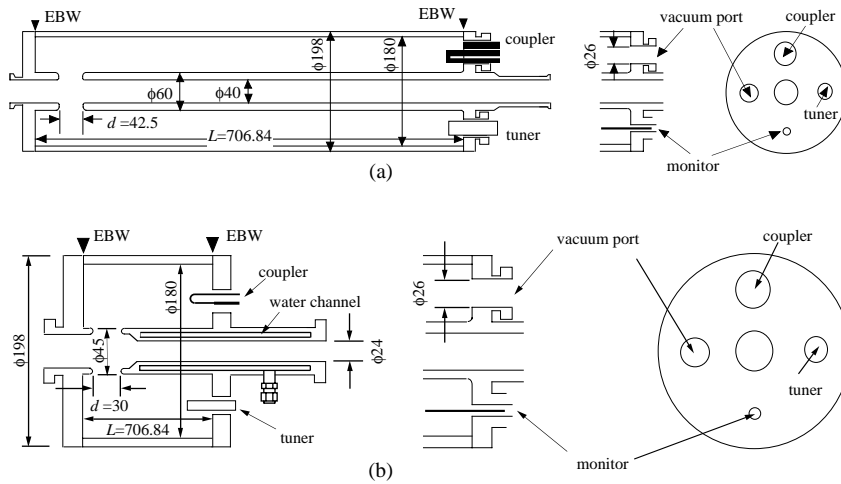 EBW
EBW
coupler
ϕ198
ϕ180
ϕ60
ϕ40
d =42.5
L=706.84
tuner
ϕ26
vacuum port
coupler
tuner
monitor
(a)
EBW
EBW
coupler
ϕ180
water channel
ϕ198
ϕ45
ϕ24
d =30
L=706.84
tuner
ϕ26
vacuum port
coupler
tuner
monitor
(b)